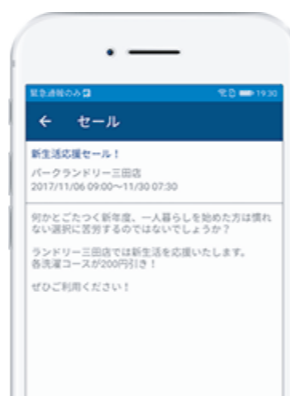 緊急通報のみ
19:30
← セール
新生活応援セール！
パークランドリー三田店
2017/11/06 09:00〜11/30 07:30
何かとごたつく新年度、一人暮らしを始めた方は慣れ
ない選択に苦労するのではないでしょうか？
ランドリー三田店では新生活を応援いたします。
各洗濯コースが200円引き！
ぜひご利用ください！